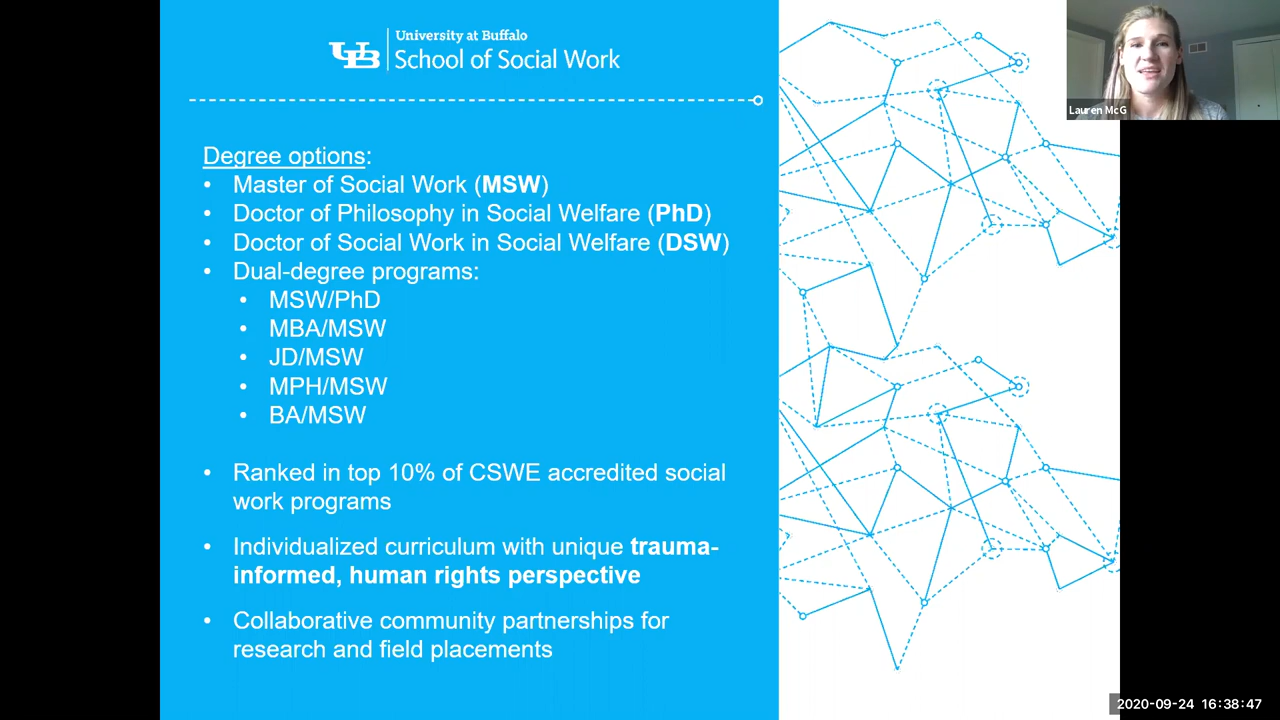 UB
University at Buffalo
School of Social Work
Lauren McG
Degree options:
• Master of Social Work (MSW)
• Doctor of Philosophy in Social Welfare (PhD)
• Doctor of Social Work in Social Welfare (DSW)
• Dual-degree programs:
• MSW/PhD
• MBA/MSW
• JD/MSW
• MPH/MSW
• BA/MSW
• Ranked in top 10% of CSWE accredited social
work programs
• Individualized curriculum with unique trauma-
informed, human rights perspective
• Collaborative community partnerships for
research and field placements
2020-09-24 16:38:47